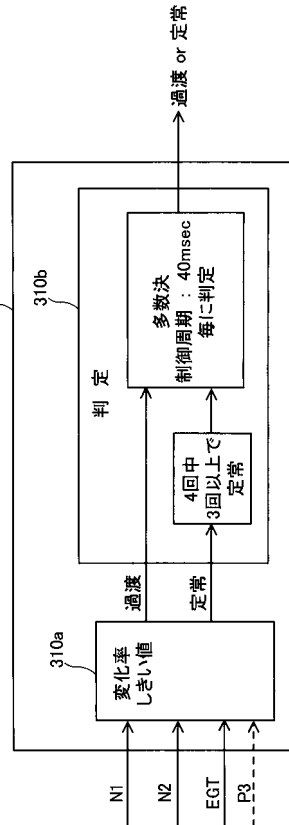 N1
N2
EGT
P3
310a
変化率
しきい値
過渡
定常
310b
判 定
4回中
3回以上で
定常
多数決
制御周期 : 40msec
毎に判定
過渡 or 定常